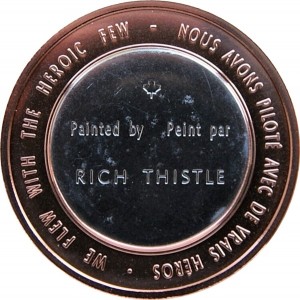 · WE FLEW WITH THE HEROIC FEW - NOUS AVONS PILOTÉ AVEC DE VRAIS HÉROS
Painted by Peint par
RICH THISTLE